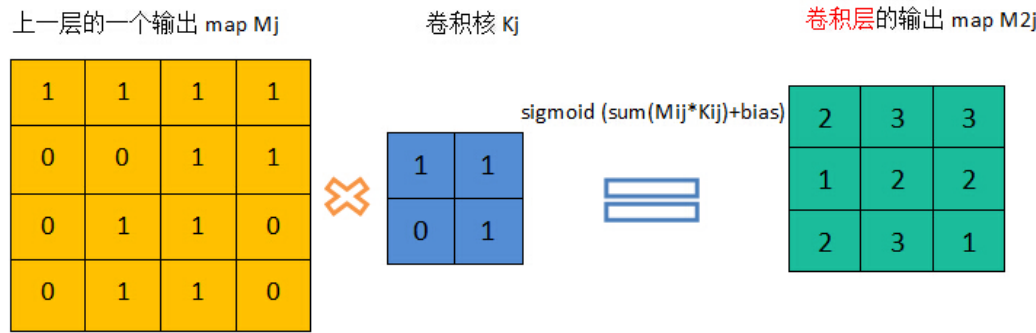 上一层的一个输出 map Mj
卷积核 Kj
卷积层的输出 map M2j
1 1 1 1
0 0 1 1
0 1 1 0
0 1 1 0
1 1
0 1
sigmoid (sum(Mij*Kij)+bias)
2 3 3
1 2 2
2 3 1